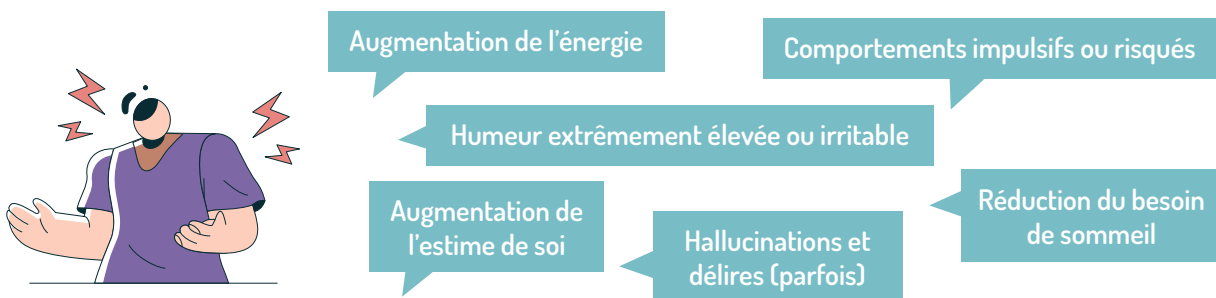 Augmentation de l’énergie
Comportements impulsifs ou risqués
Humeur extrêmement élevée ou irritable
Augmentation de
l’estime de soi
Hallucinations et
délires (parfois)
Réduction du besoin
de sommeil